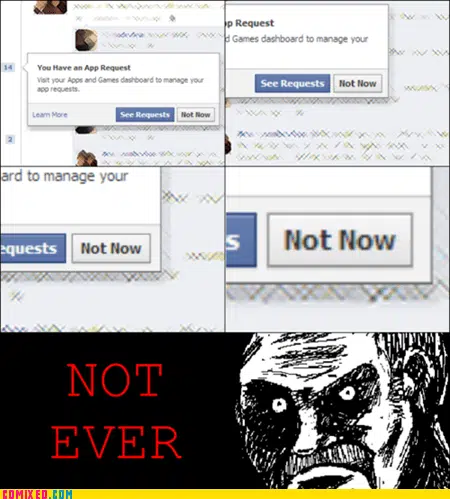 14
You Have an App Request
Visit your Apps and Games dashboard to manage your
app requests.
Learn More
See Requests
Not Now
2
pp Request
d Games dashboard to manage your
See Requests
Not Now
ard to manage your
equests
Not Now
s
Not Now
NOT
EVER
COMIXED.COM